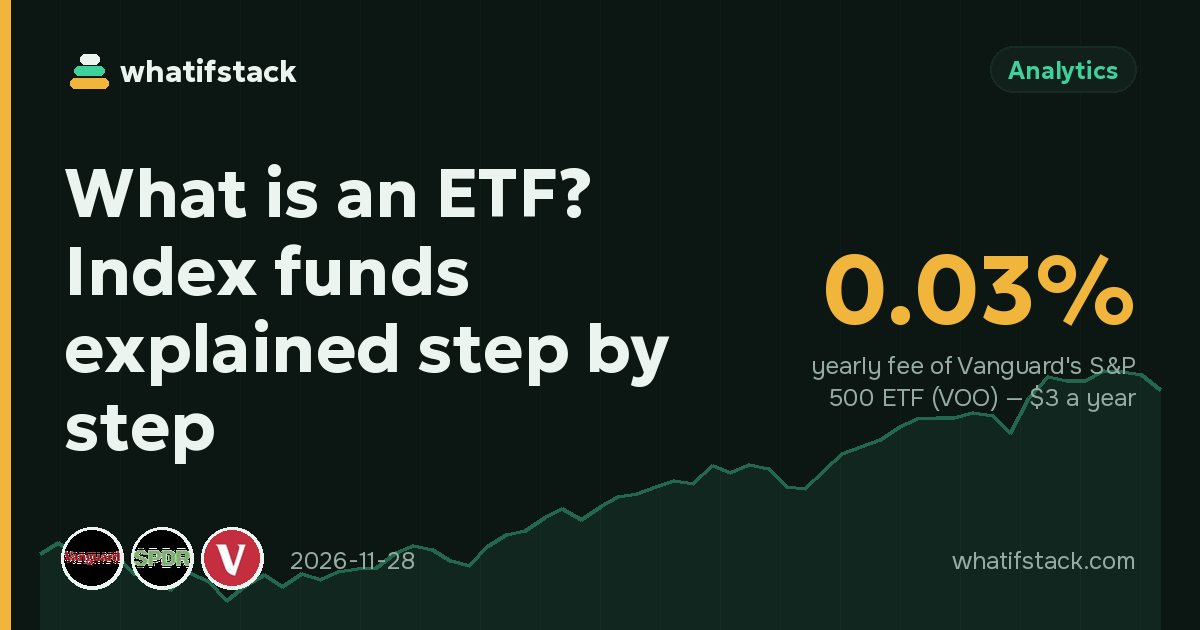 whatifstack
Analytics
What is an ETF?
Index funds
explained step by
step
0.03%
yearly fee of Vanguard's S&P
500 ETF (VOO) — $3 a year
Vanguard
SPDR
V
2026-11-28
whatifstack.com